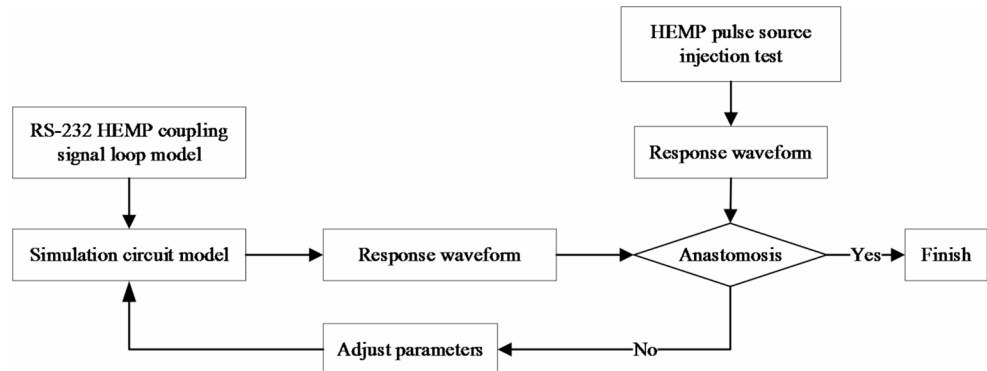 HEMP pulse source
injection test
RS-232 HEMP coupling
signal loop model
Response waveform
Simulation circuit model
Response waveform
Anastomosis
Yes
Finish
Adjust parameters
No